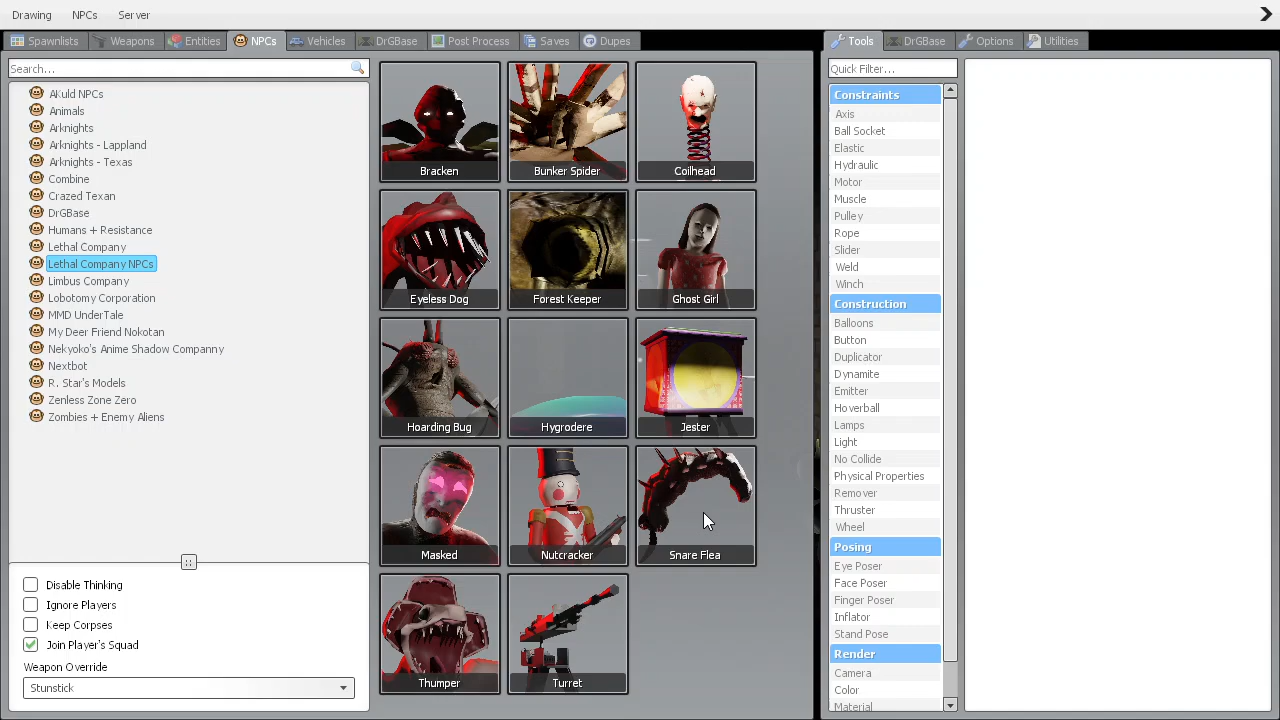 Drawing NPCs Server
Spawnlists Weapons Entities NPCs Vehicles DrGBase Post Process Saves Dupes
Tools DrGBase Options Utilities
Search...
Akuld NPCs
Animals
Arknights
Arknights - Lappland
Arknights - Texas
Combine
Crazed Texan
DrGBase
Humans + Resistance
Lethal Company
Lethal Company NPCs
Limbus Company
Lobotomy Corporation
MMD UnderTale
My Deer Friend Nokotan
Nekyoko's Anime Shadow Companny
Nextbot
R. Star's Models
Zenless Zone Zero
Zombies + Enemy Aliens
Disable Thinking
Ignore Players
Keep Corpses
Join Player's Squad
Weapon Override
Stunstick
Bracken Bunker Spider Coilhead
Eyeless Dog Forest Keeper Ghost Girl
Hoarding Bug Hygrodere Jester
Masked Nutcracker Snare Flea
Thumper Turret
Quick Filter...
Constraints
Axis
Ball Socket
Elastic
Hydraulic
Motor
Muscle
Pulley
Rope
Slider
Weld
Winch
Construction
Balloons
Button
Duplicator
Dynamite
Emitter
Hoverball
Lamps
Light
No Collide
Physical Properties
Remover
Thruster
Wheel
Posing
Eye Poser
Face Poser
Finger Poser
Inflator
Stand Pose
Render
Camera
Color
Material